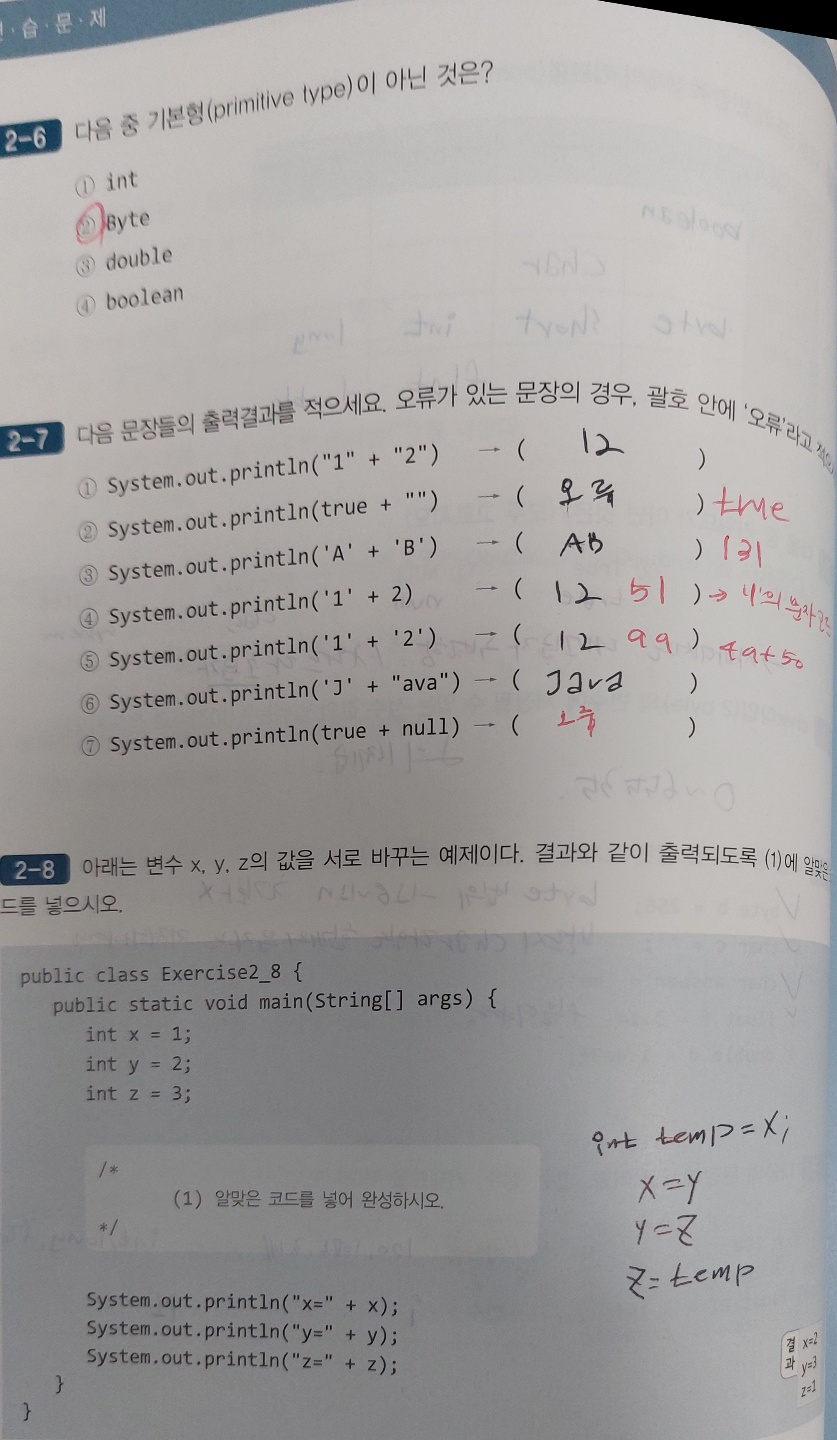 습·문·제
2-6 다음 중 기본형(primitive type)이 아닌 것은?
① int
② Byte
③ double
④ boolean
2-7 다음 문장들의 출력결과를 적으세요. 오류가 있는 문장의 경우, 괄호 안에 '오류'라고
① System.out.println("1" + "2") → ( 12 )
② System.out.println(true + "") → ( 오류 ) true
③ System.out.println('A' + 'B') → ( AB ) 131
④ System.out.println('1' + 2) → ( 12 51 ) → '1'의 문자코드
⑤ System.out.println('1' + '2') → ( 12 99 ) 49+50
⑥ System.out.println('J' + "ava") → ( Java )
⑦ System.out.println(true + null) → ( 오류 )
2-8 아래는 변수 x, y, z의 값을 서로 바꾸는 예제이다. 결과와 같이 출력되도록 (1)에 알맞은
드를 넣으시오.
public class Exercise2_8 {
public static void main(String[] args) {
int x = 1;
int y = 2;
int z = 3;
int temp = x;
/*
x=y
(1) 알맞은 코드를 넣어 완성하시오.
y=z
*/
z=temp
System.out.println("x=" + x);
System.out.println("y=" + y);
System.out.println("z=" + z);
결과
x=2
y=3
z=1
}
}